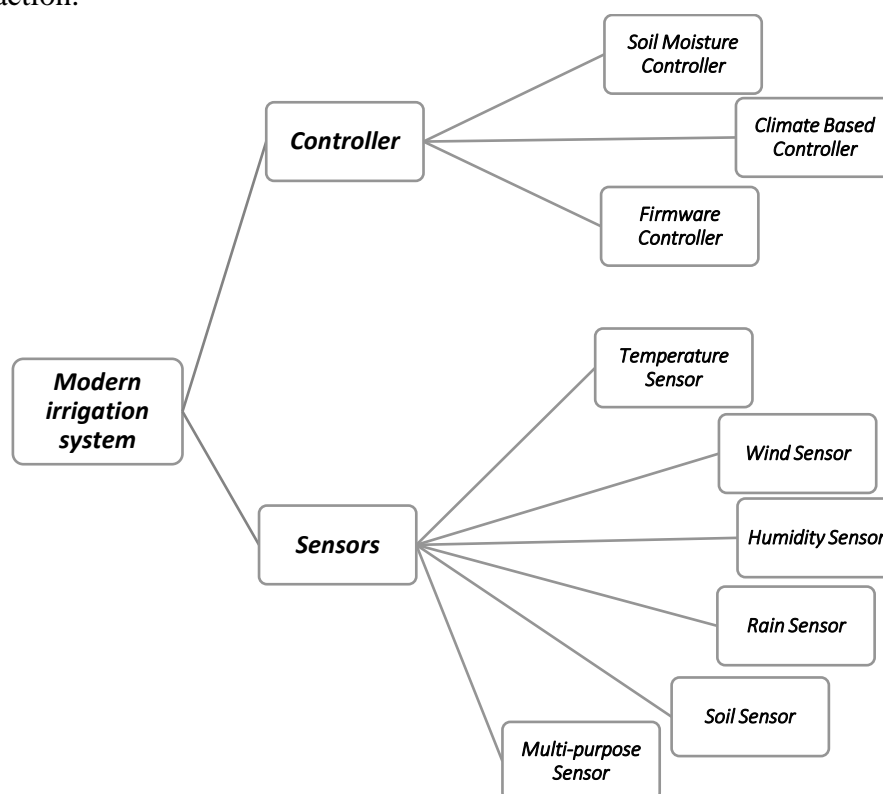 Soil Moisture
Controller
Controller
Climate Based
Controller
Firmware
Controller
Modern
irrigation
system
Temperature
Sensor
Wind Sensor
Sensors
Humidity Sensor
Rain Sensor
Soil Sensor
Multi-purpose
Sensor